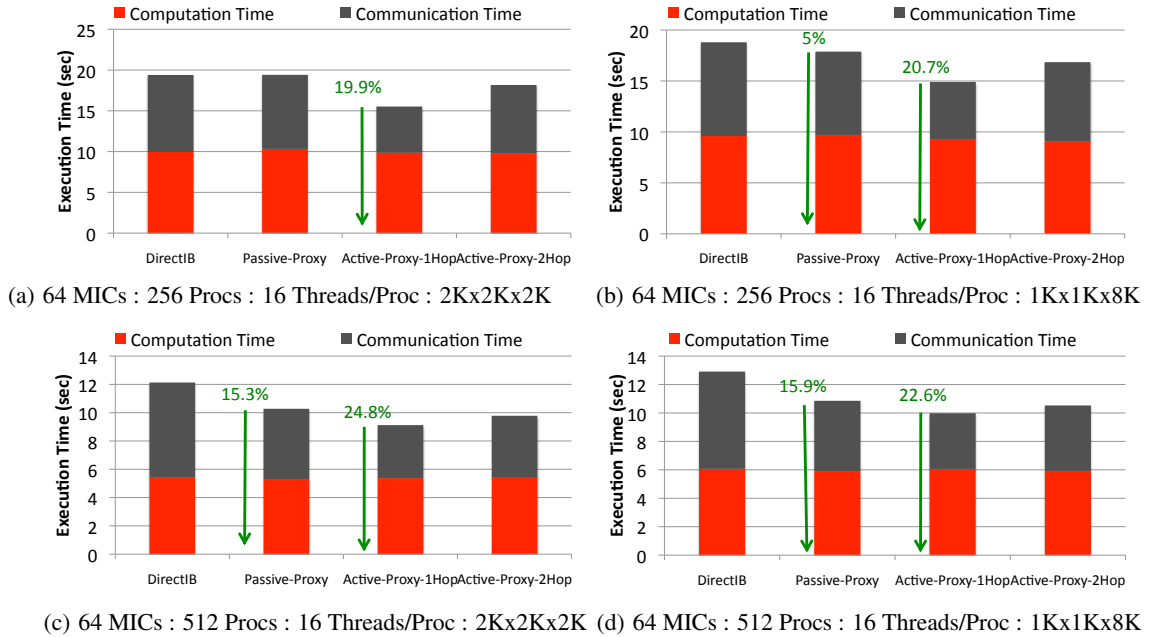 Computation Time Communication Time
25
20
15
10
5
0
Execution Time (sec)
19.9%
DirectIB Passive-Proxy Active-Proxy-1Hop Active-Proxy-2Hop
(a) 64 MICs : 256 Procs : 16 Threads/Proc : 2Kx2Kx2K
Computation Time Communication Time
20
15
10
5
0
Execution Time (sec)
5%
20.7%
DirectIB Passive-Proxy Active-Proxy-1Hop Active-Proxy-2Hop
(b) 64 MICs : 256 Procs : 16 Threads/Proc : 1Kx1Kx8K
Computation Time Communication Time
14
12
10
8
6
4
2
0
Execution Time (sec)
15.3%
24.8%
DirectIB Passive-Proxy Active-Proxy-1Hop Active-Proxy-2Hop
(c) 64 MICs : 512 Procs : 16 Threads/Proc : 2Kx2Kx2K
Computation Time Communication Time
14
12
10
8
6
4
2
0
Execution Time (sec)
15.9%
22.6%
DirectIB Passive-Proxy Active-Proxy-1Hop Active-Proxy-2Hop
(d) 64 MICs : 512 Procs : 16 Threads/Proc : 1Kx1Kx8K